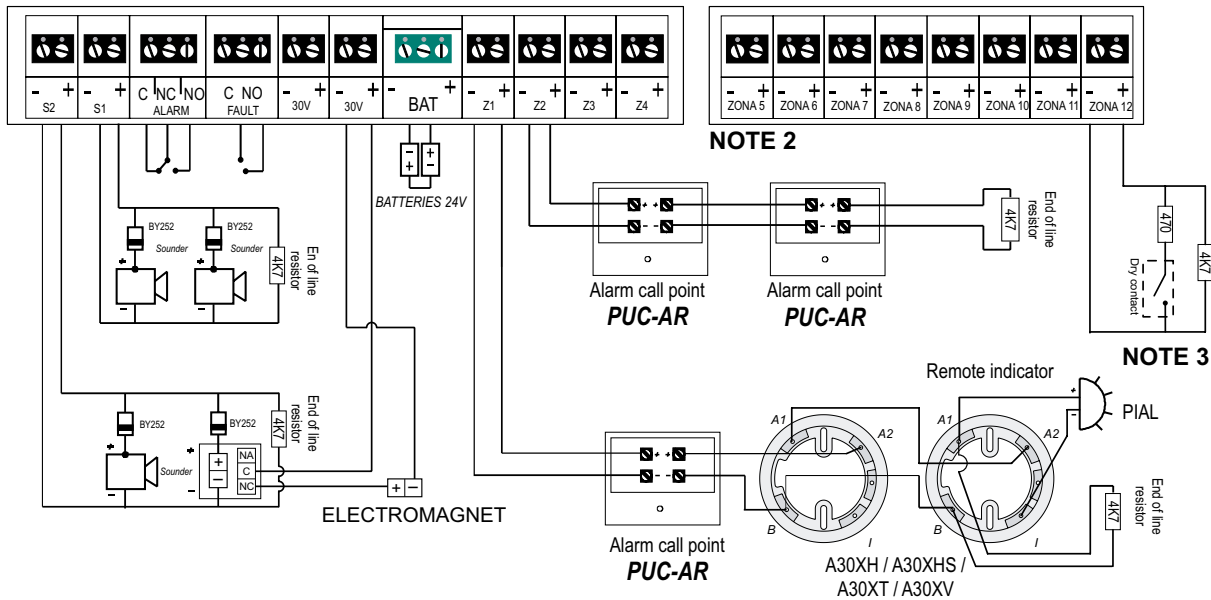 - +
S2
- +
S1
C NC NO
ALARM
C NO
FAULT
- +
30V
- +
30V
- +
BAT
- +
Z1
- +
Z2
- +
Z3
- +
Z4
- +
ZONA 5
- +
ZONA 6
- +
ZONA 7
- +
ZONA 8
- +
ZONA 9
- +
ZONA 10
- +
ZONA 11
- +
ZONA 12
NOTE 2
- +
+ -
BATTERIES 24V
BY252
Sounder
+
-
BY252
Sounder
+
-
4K7
En of line
resistor
+ +
- -
Alarm call point
PUC-AR
+ +
- -
Alarm call point
PUC-AR
4K7
End of line
resistor
470
Dry contact
4K7
NOTE 3
BY252
Sounder
+
-
BY252
+
-
+
-
NA
C
NC
4K7
End of line
resistor
+ -
ELECTROMAGNET
+ +
- -
Alarm call point
PUC-AR
A1
A2
B
I
Remote indicator
A1
A2
B
I
+
-
PIAL
4K7
End of line
resistor
A30XH / A30XHS /
A30XT / A30XV